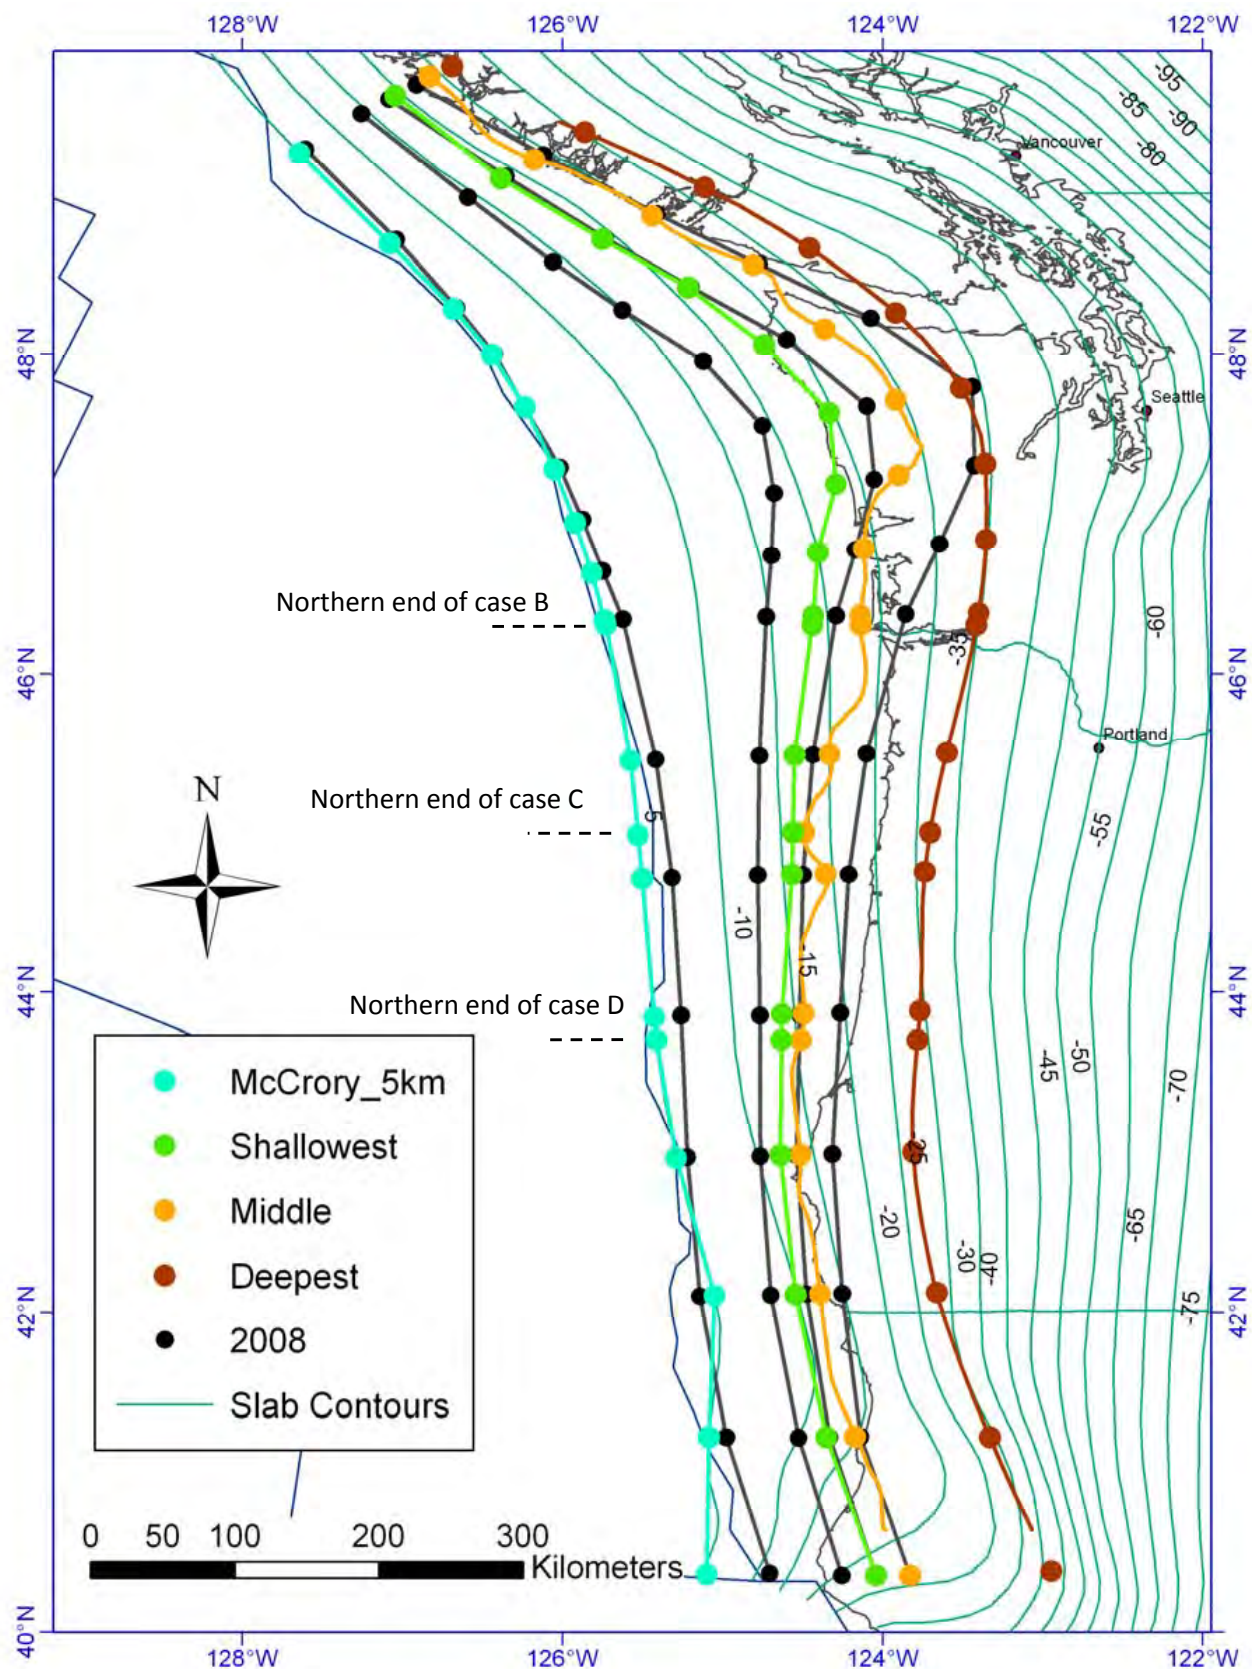 128°W 126°W 124°W 122°W
-95
-85
-90
-80
Vancouver
48°N 48°N
Seattle
Northern end of case B
-60
-35
46°N 46°N
Portland
N
Northern end of case C
5
-55
-10
-15
44°N 44°N
Northern end of case D
-45
-50
-70
McCrory_5km
Shallowest
-25
Middle
-20
-65
Deepest
-30
-40
42°N 42°N
-75
2008
Slab Contours
0 50 100 200 300
Kilometers
40°N 40°N
128°W 126°W 124°W 122°W